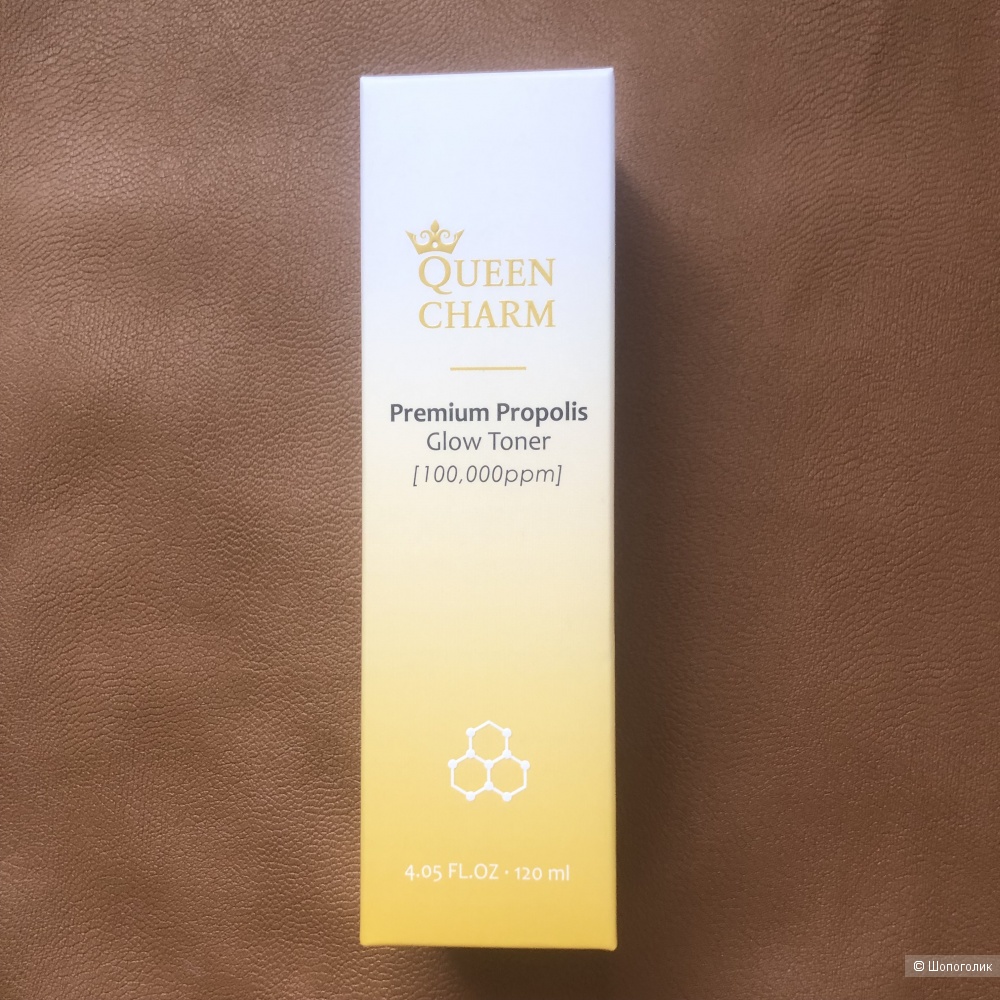 QUEEN
CHARM
Premium Propolis
Glow Toner
[100,000ppm]
4.05 FL.OZ · 120 ml
© Шопоголик